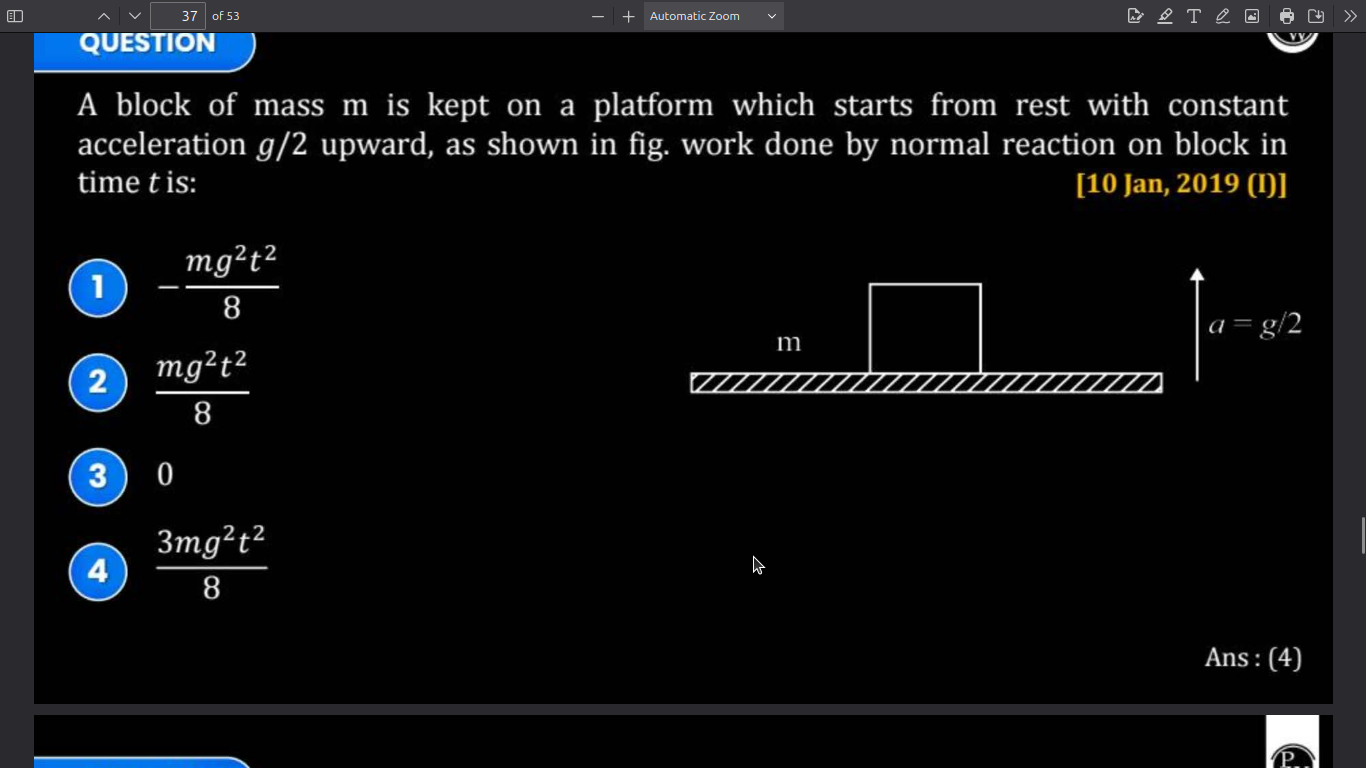 37 of 53 Automatic Zoom
QUESTION
A block of mass m is kept on a platform which starts from rest with constant
acceleration g/2 upward, as shown in fig. work done by normal reaction on block in
time t is: [10 Jan, 2019 (I)]
1 −mg²t²/8
2 mg²t²/8
3 0
4 3mg²t²/8
m
a = g/2
Ans : (4)